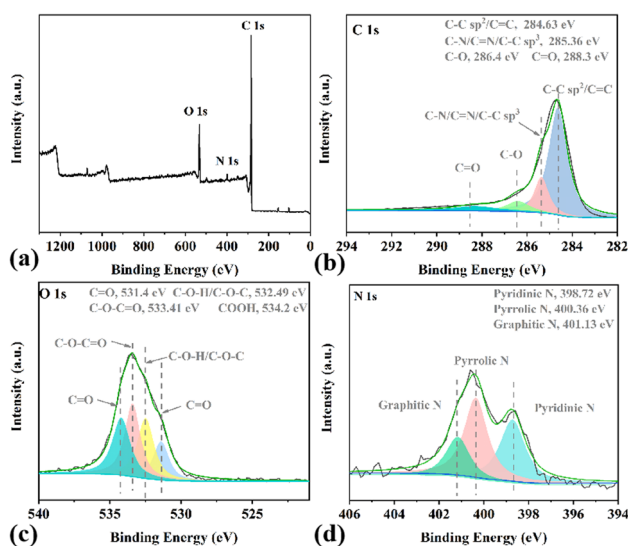 C 1s
O 1s
N 1s
Intensity (a.u.)
1200 1000 800 600 400 200 0
Binding Energy (eV)
(a)
C 1s
C-C sp²/C=C, 284.63 eV
C-N/C=N/C-C sp³, 285.36 eV
C-O, 286.4 eV C=O, 288.3 eV
C-C sp²/C=C
C-N/C=N/C-C sp³
C-O
C=O
Intensity (a.u.)
294 292 290 288 286 284 282
Binding Energy (eV)
(b)
O 1s
C=O, 531.4 eV C-O-H/C-O-C, 532.49 eV
C-O-C=O, 533.41 eV COOH, 534.2 eV
C-O-C=O
C-O-H/C-O-C
C=O
C=O
Intensity (a.u.)
540 535 530 525
Binding Energy (eV)
(c)
N 1s
Pyridinic N, 398.72 eV
Pyrrolic N, 400.36 eV
Graphitic N, 401.13 eV
Pyrrolic N
Graphitic N
Pyridinic N
Intensity (a.u.)
406 404 402 400 398 396 394
Binding Energy (eV)
(d)